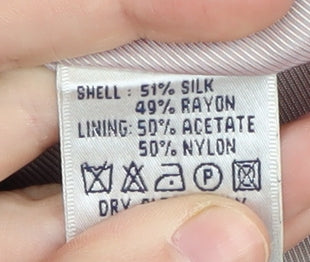 SHELL : 51% SILK
49% RAYON
LINING: 50% ACETATE
50% NYLON
P
DRY